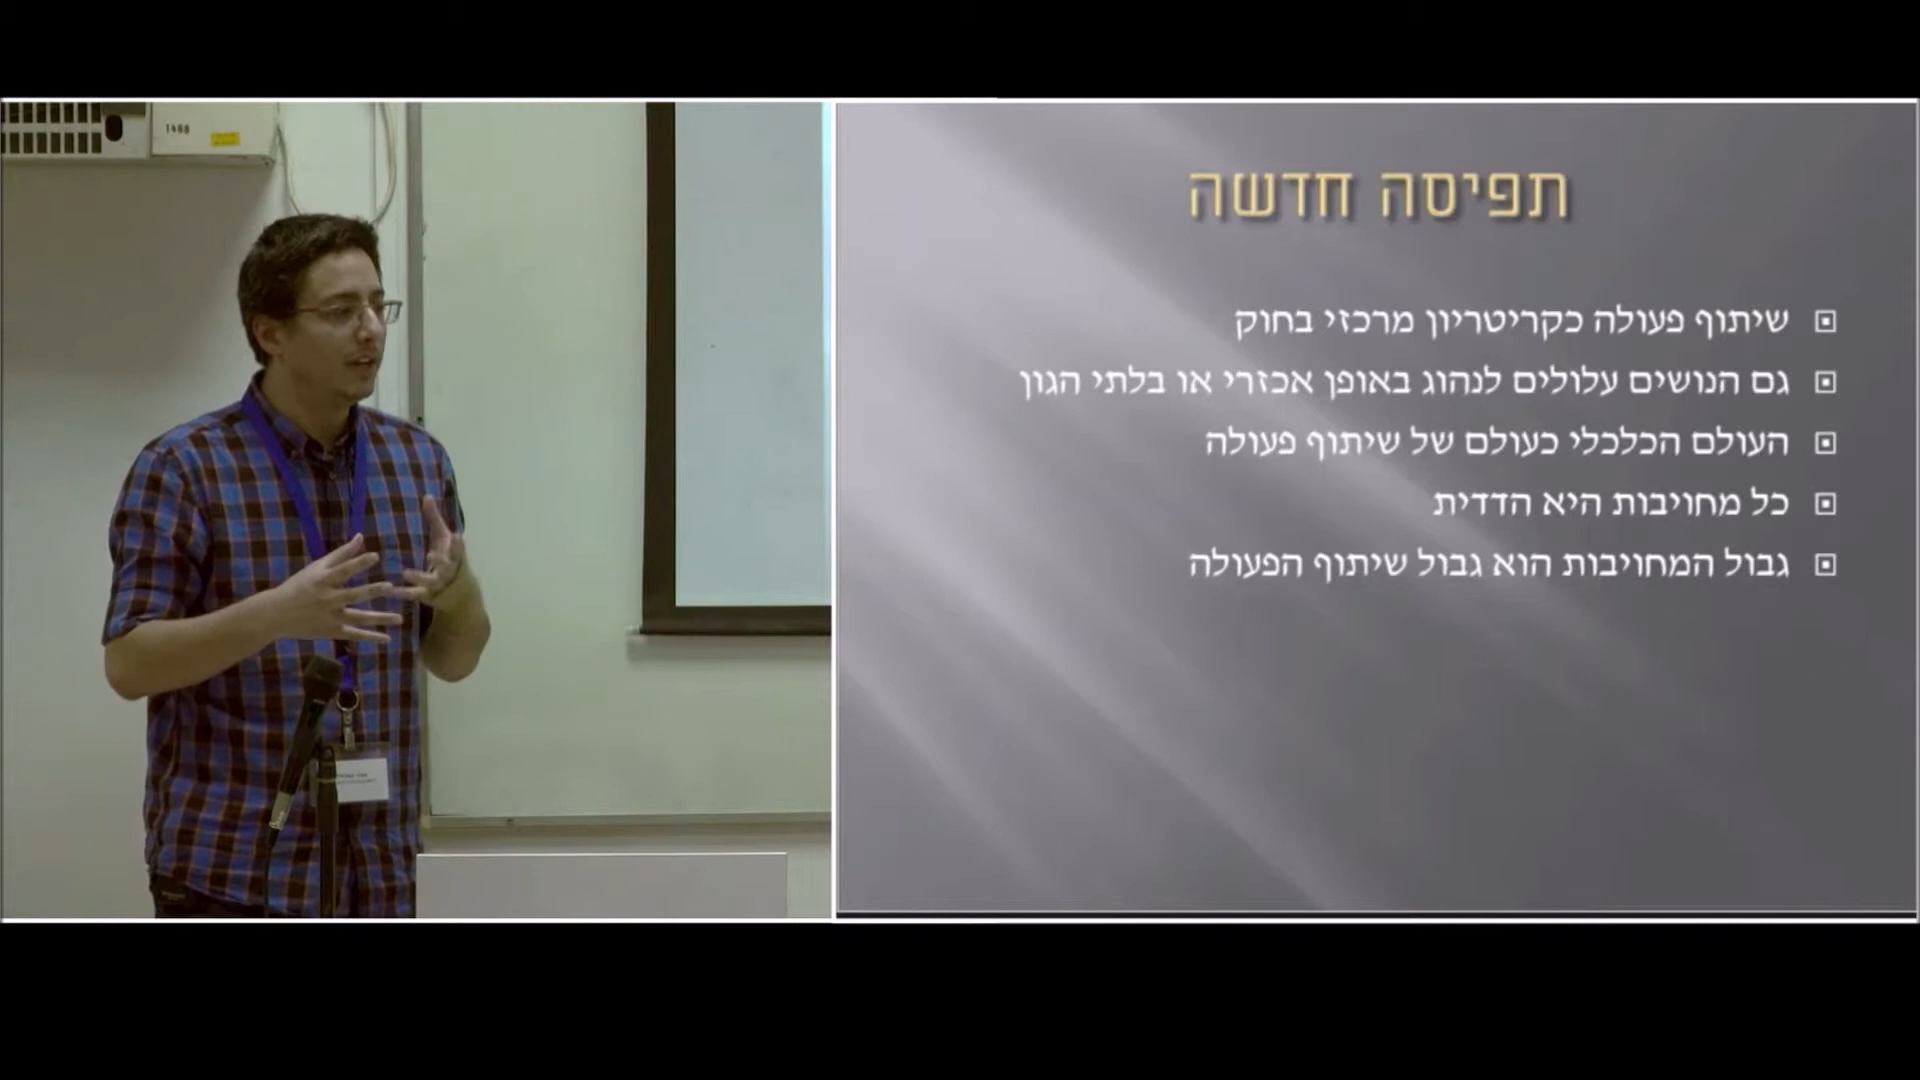 1408
תפיסה חדשה
שיתוף פעולה כקריטריון מרכזי בחוק
גם הנושים עלולים לנהוג באופן אכזרי או בלתי הגון
העולם הכלכלי כעולם של שיתוף פעולה
כל מחויבות היא הדדית
גבול המחויבות הוא גבול שיתוף הפעולה